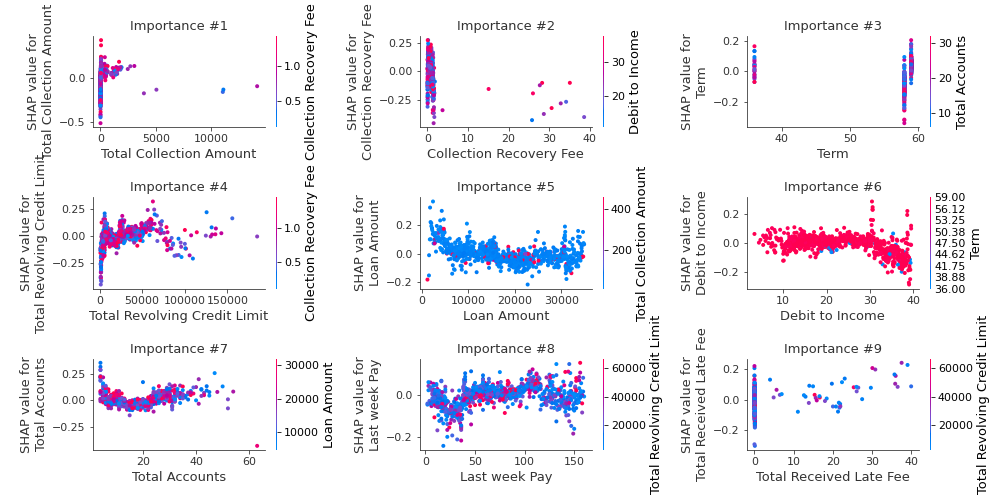 Importance #1
SHAP value for
Total Collection Amount
0.0
−0.5
0
5000
10000
Total Collection Amount
1.0
0.5
Collection Recovery Fee
Importance #2
SHAP value for
Collection Recovery Fee
0.25
0.00
−0.25
0
10
20
30
40
Collection Recovery Fee
30
20
Debit to Income
Importance #3
SHAP value for
Term
0.2
0.0
−0.2
40
50
60
Term
30
20
10
Total Accounts
Importance #4
SHAP value for
Total Revolving Credit Limit
0.25
0.00
−0.25
0
50000
100000
150000
Total Revolving Credit Limit
1.0
0.5
Collection Recovery Fee
Importance #5
SHAP value for
Loan Amount
0.2
0.0
−0.2
0
10000
20000
30000
Loan Amount
400
200
Total Collection Amount
Importance #6
SHAP value for
Debit to Income
0.2
0.0
−0.2
10
20
30
40
Debit to Income
59.00
56.12
53.25
50.38
47.50
44.62
41.75
38.88
36.00
Term
Importance #7
SHAP value for
Total Accounts
0.25
0.00
−0.25
20
40
60
Total Accounts
30000
20000
10000
Loan Amount
Importance #8
SHAP value for
Last week Pay
0.0
−0.2
0
50
100
150
Last week Pay
60000
40000
20000
Total Revolving Credit Limit
Importance #9
SHAP value for
Total Received Late Fee
0.2
0.0
−0.2
0
10
20
30
40
Total Received Late Fee
60000
40000
20000
Total Revolving Credit Limit